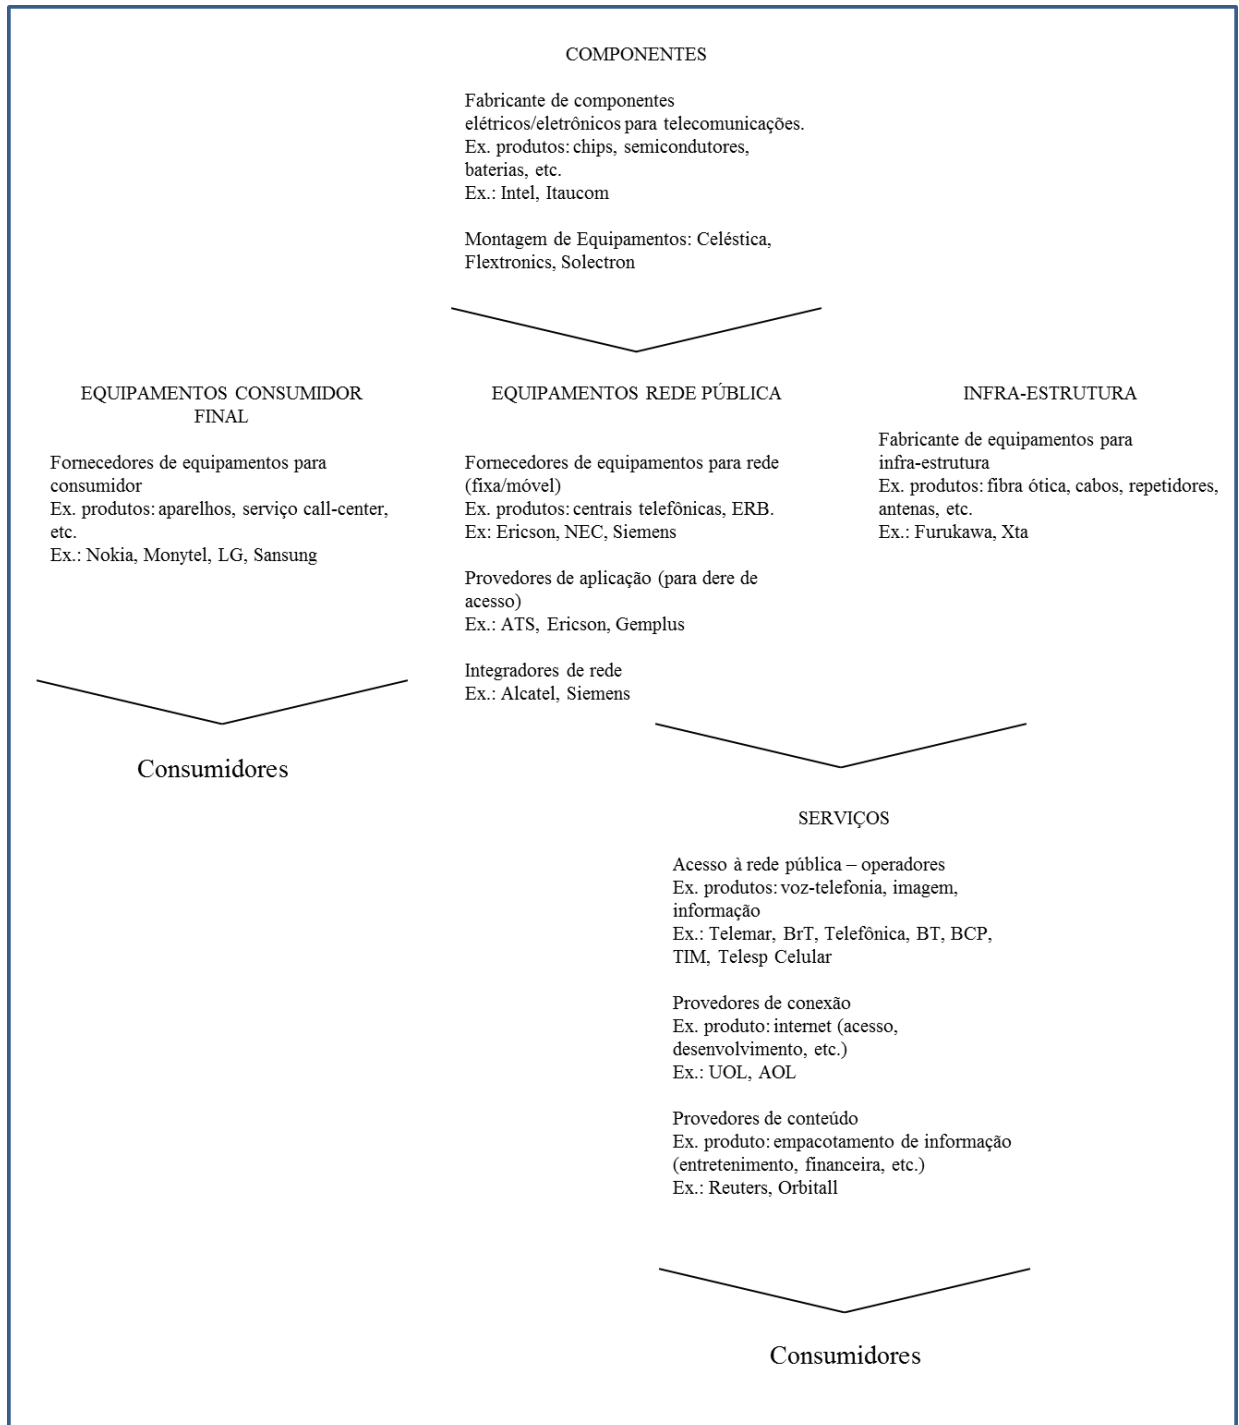 COMPONENTES
Fabricante de componentes
elétricos/eletrônicos para telecomunicações.
Ex. produtos: chips, semicondutores,
baterias, etc.
Ex.: Intel, Itaucom
Montagem de Equipamentos: Celéstica,
Flextronics, Solectron
EQUIPAMENTOS CONSUMIDOR
FINAL
Fornecedores de equipamentos para
consumidor
Ex. produtos: aparelhos, serviço call-center,
etc.
Ex.: Nokia, Monytel, LG, Sansung
Consumidores
EQUIPAMENTOS REDE PÚBLICA
Fornecedores de equipamentos para rede
(fixa/móvel)
Ex. produtos: centrais telefônicas, ERB.
Ex: Ericson, NEC, Siemens
Provedores de aplicação (para dere de
acesso)
Ex.: ATS, Ericson, Gemplus
Integradores de rede
Ex.: Alcatel, Siemens
INFRA-ESTRUTURA
Fabricante de equipamentos para
infra-estrutura
Ex. produtos: fibra ótica, cabos, repetidores,
antenas, etc.
Ex.: Furukawa, Xta
SERVIÇOS
Acesso à rede pública – operadores
Ex. produtos: voz-telefonia, imagem,
informação
Ex.: Telemar, BrT, Telefônica, BT, BCP,
TIM, Telesp Celular
Provedores de conexão
Ex. produto: internet (acesso,
desenvolvimento, etc.)
Ex.: UOL, AOL
Provedores de conteúdo
Ex. produto: empacotamento de informação
(entretenimento, financeira, etc.)
Ex.: Reuters, Orbitall
Consumidores